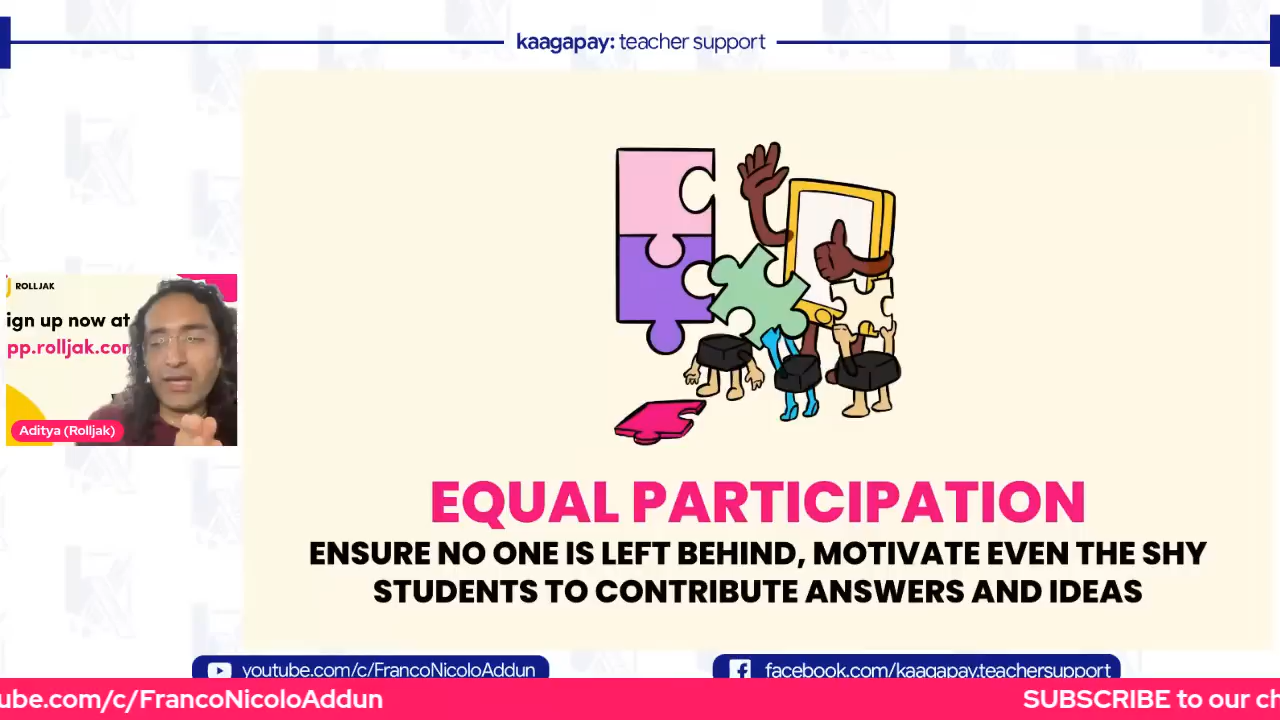 kaagapay: teacher support
ROLLJAK
ign up now at
pp.rolljak.com
Aditya (Rolljak)
EQUAL PARTICIPATION
ENSURE NO ONE IS LEFT BEHIND, MOTIVATE EVEN THE SHY
STUDENTS TO CONTRIBUTE ANSWERS AND IDEAS
youtube.com/c/FrancoNicoloAddun
facebook.com/kaagapay.teachersupport
ube.com/c/FrancoNicoloAddun
SUBSCRIBE to our ch